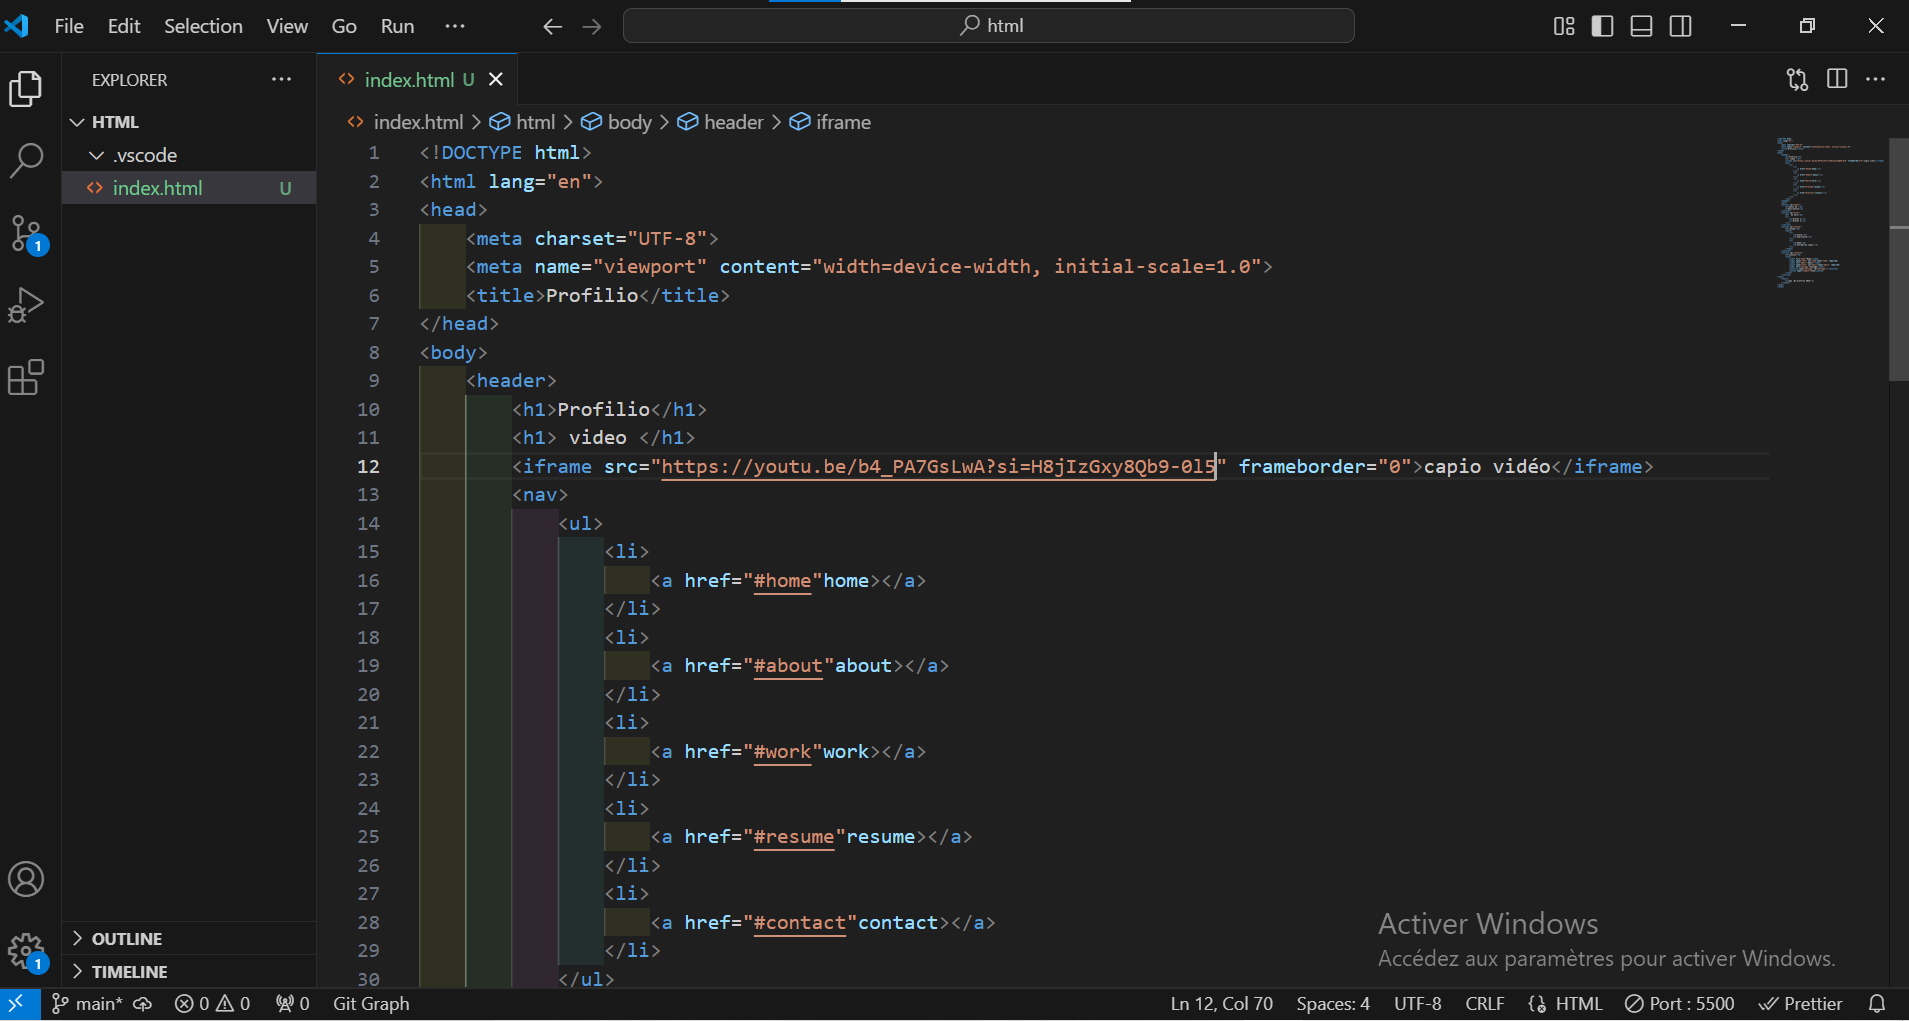 File Edit Selection View Go Run ··· html
EXPLORER ···
HTML
.vscode
index.html U
1
OUTLINE
1
TIMELINE
index.html U
index.html > html > body > header > iframe
1 <!DOCTYPE html>
2 <html lang="en">
3 <head>
4 <meta charset="UTF-8">
5 <meta name="viewport" content="width=device-width, initial-scale=1.0">
6 <title>Profilio</title>
7 </head>
8 <body>
9 <header>
10 <h1>Profilio</h1>
11 <h1> video </h1>
12 <iframe src="https://youtu.be/b4_PA7GsLwA?si=H8jIzGxy8Qb9-0l5" frameborder="0">capio vidéo</iframe>
13 <nav>
14 <ul>
15 <li>
16 <a href="#home"home></a>
17 </li>
18 <li>
19 <a href="#about"about></a>
20 </li>
21 <li>
22 <a href="#work"work></a>
23 </li>
24 <li>
25 <a href="#resume"resume></a>
26 </li>
27 <li>
28 <a href="#contact"contact></a>
29 </li>
30 </ul>
Activer Windows
Accédez aux paramètres pour activer Windows.
main* 0 0 0 Git Graph Ln 12, Col 70 Spaces: 4 UTF-8 CRLF HTML Port : 5500 Prettier